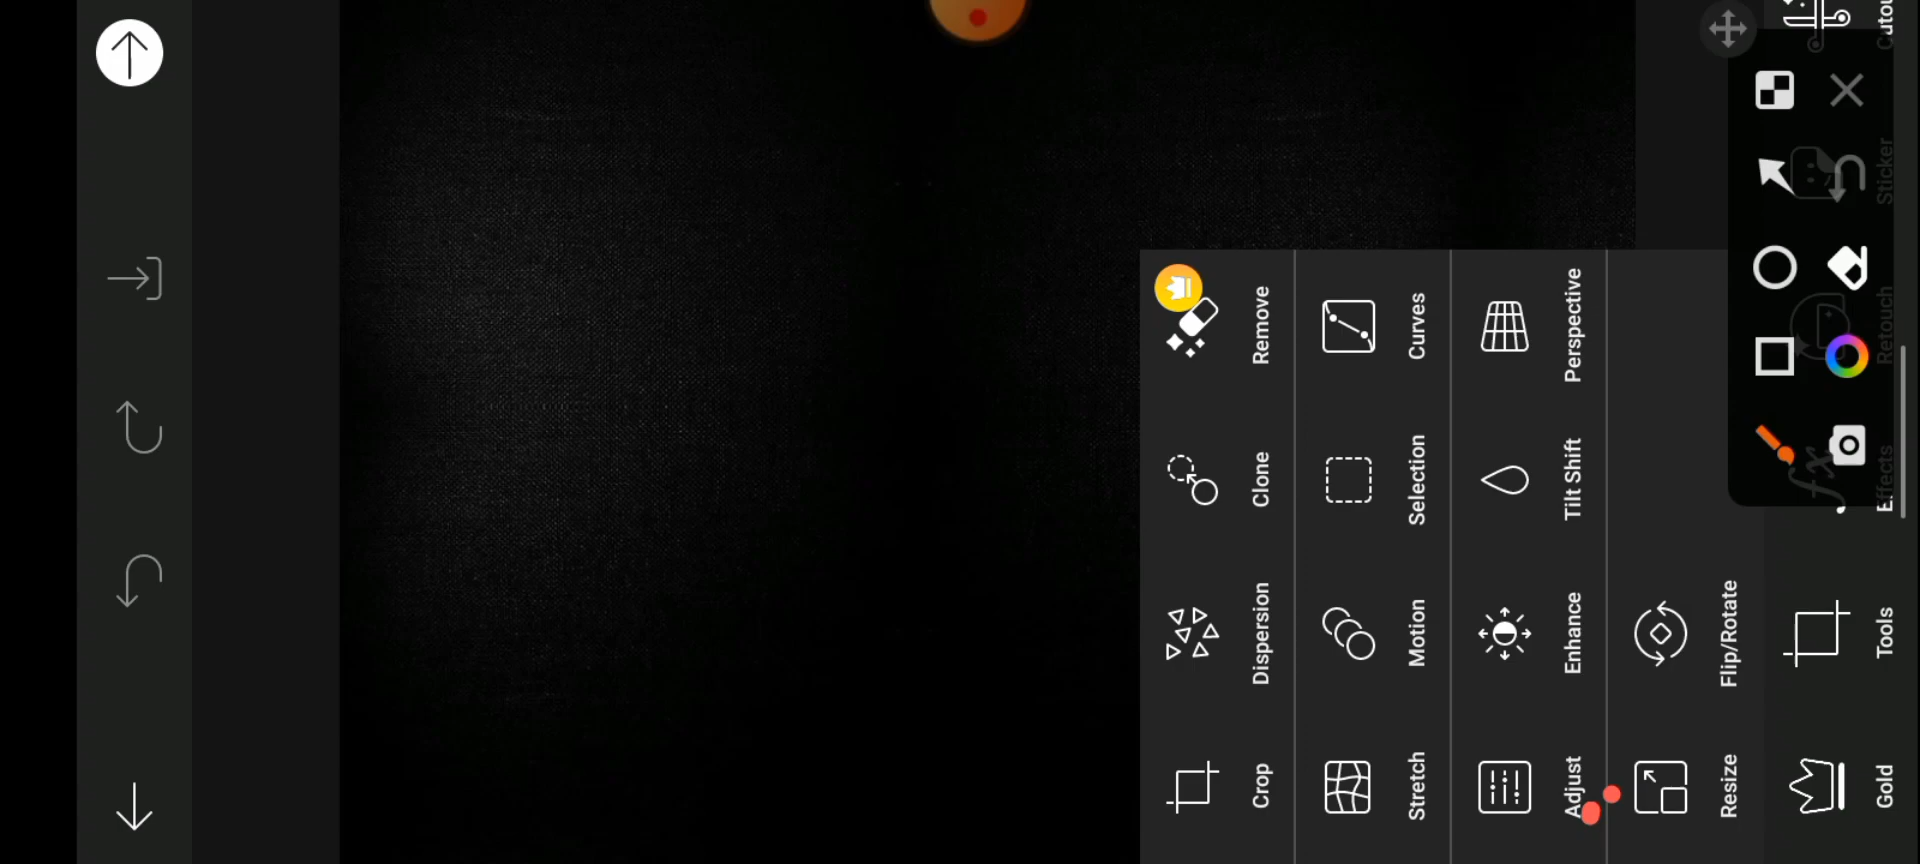 Crop
Dispersion
Clone
Remove
Stretch
Motion
Selection
Curves
Adjust
Enhance
Tilt Shift
Perspective
Resize
Flip/Rotate
Gold
Tools
Effects
Retouch
Sticker